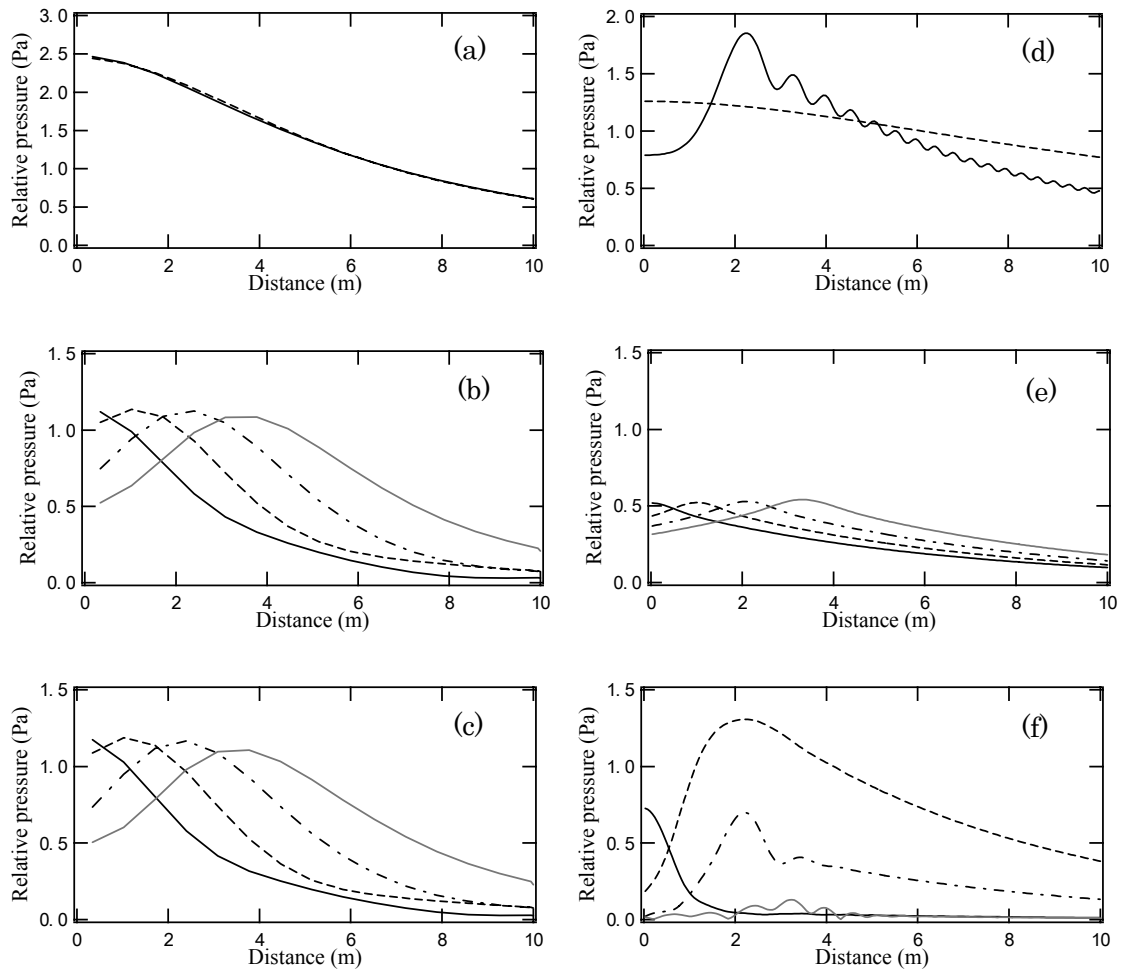 (a)
Relative pressure (Pa)
3. 0
2. 5
2. 0
1. 5
1. 0
0. 5
0. 0
0 2 4 6 8 10
Distance (m)
(d)
Relative pressure (Pa)
2. 0
1. 5
1. 0
0. 5
0. 0
0 2 4 6 8 10
Distance (m)
(b)
Relative pressure (Pa)
1. 5
1. 0
0. 5
0. 0
0 2 4 6 8 10
Distance (m)
(e)
Relative pressure (Pa)
1. 5
1. 0
0. 5
0. 0
0 2 4 6 8 10
Distance (m)
(c)
Relative pressure (Pa)
1. 5
1. 0
0. 5
0. 0
0 2 4 6 8 10
Distance (m)
(f)
Relative pressure (Pa)
1. 5
1. 0
0. 5
0. 0
0 2 4 6 8 10
Distance (m)